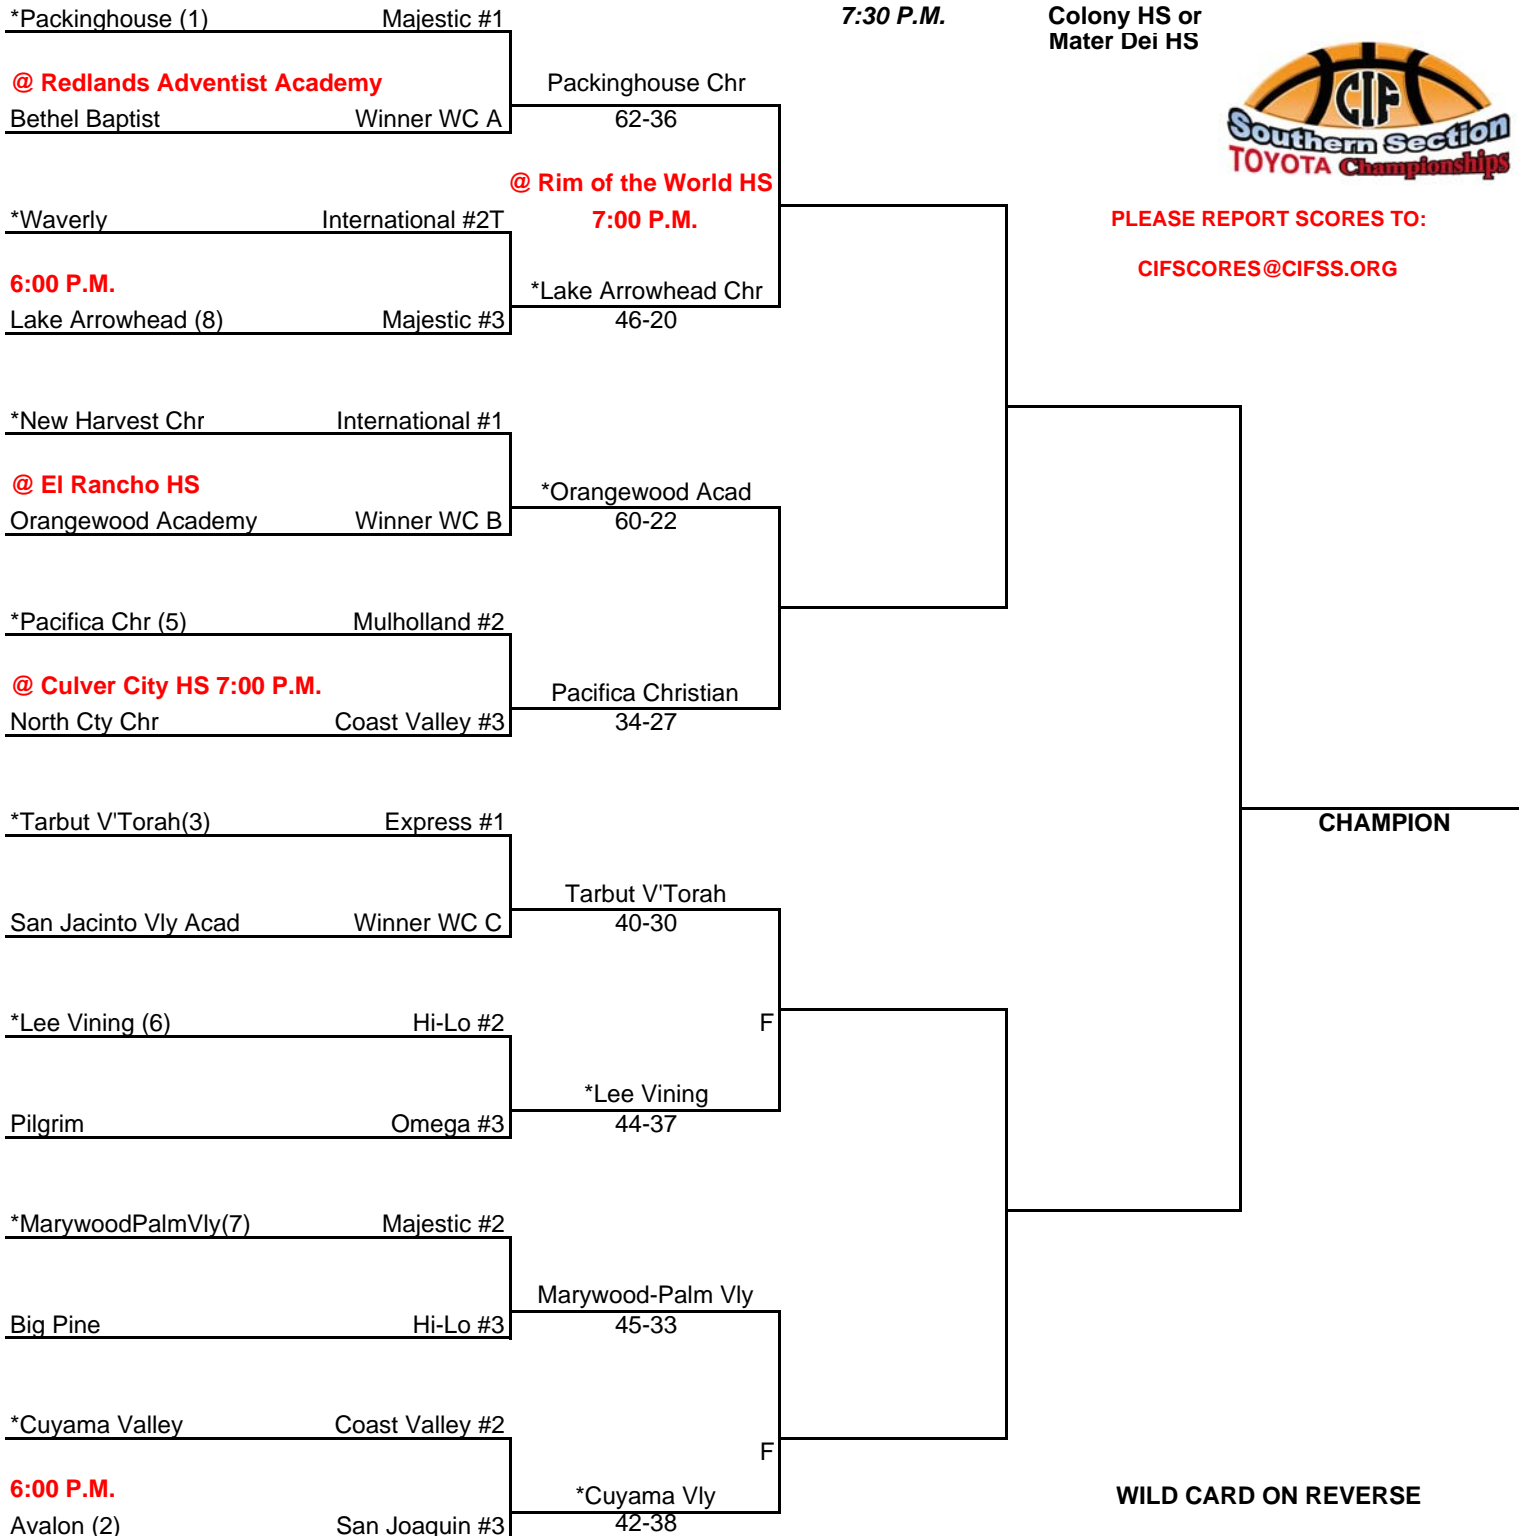 *Packinghouse (1) Majestic #1
7:30 P.M.
Colony HS or
Mater Dei HS
@ Redlands Adventist Academy
Packinghouse Chr
Bethel Baptist Winner WC A
62-36
CIF
Southern Section
TOYOTA Championships
@ Rim of the World HS
*Waverly International #2T
7:00 P.M.
PLEASE REPORT SCORES TO:
CIFSCORES@CIFSS.ORG
6:00 P.M.
*Lake Arrowhead Chr
Lake Arrowhead (8) Majestic #3
46-20
*New Harvest Chr International #1
@ El Rancho HS
*Orangewood Acad
Orangewood Academy Winner WC B
60-22
*Pacifica Chr (5) Mulholland #2
@ Culver City HS 7:00 P.M.
Pacifica Christian
North Cty Chr Coast Valley #3
34-27
*Tarbut V'Torah(3) Express #1
CHAMPION
Tarbut V'Torah
San Jacinto Vly Acad Winner WC C
40-30
*Lee Vining (6) Hi-Lo #2
F
*Lee Vining
Pilgrim Omega #3
44-37
*MarywoodPalmVly(7) Majestic #2
Marywood-Palm Vly
Big Pine Hi-Lo #3
45-33
*Cuyama Valley Coast Valley #2
F
6:00 P.M.
*Cuyama Vly
WILD CARD ON REVERSE
Avalon (2) San Joaquin #3
42-38